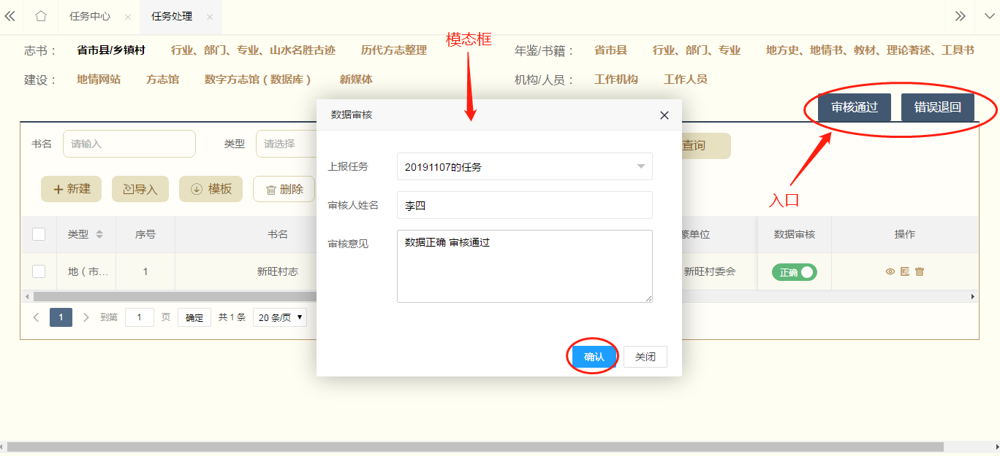 任务中心
任务处理
模态框
志书： 省市县/乡镇村 行业、部门、专业、山水名胜古迹 历代方志整理 年鉴/书籍： 省市县 行业、部门、专业 地方史、地情书、教材、理论著述、工具书
建设： 地情网站 方志馆 数字方志馆（数据库） 新媒体 机构/人员： 工作机构 工作人员
审核通过 错误退回
数据审核
书名 请输入 类型 请选择 查询
上报任务 20191107的任务
新建 导入 模板 删除
入口
审核人姓名 李四
类型 序号 书名 单位 数据审核 操作
审核意见 数据正确 审核通过
地（市... 1 新旺村志 新旺村委会 正确
1 到第 1 页 确定 共 1 条 20 条/页
确认 关闭